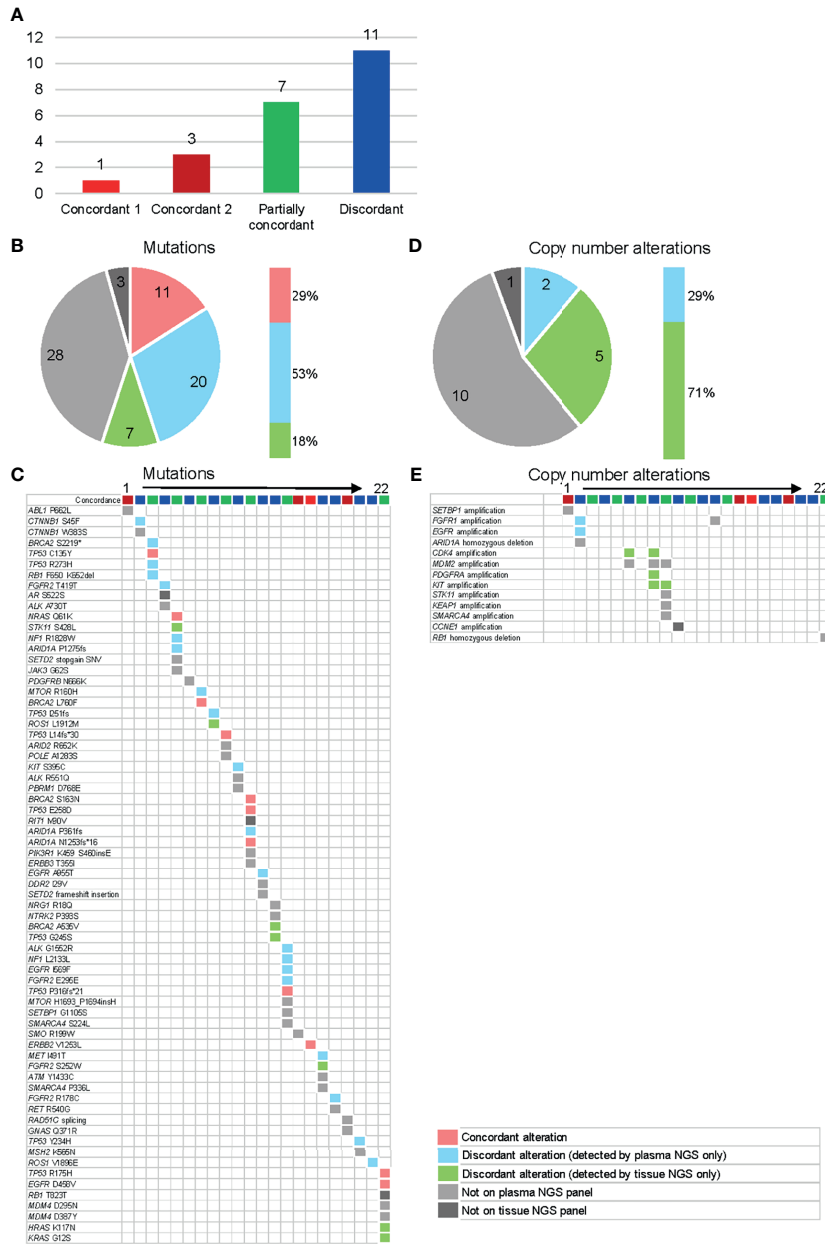 A
12
10
8
6
4
2
0
1
3
7
11
Concordant 1
Concordant 2
Partially concordant
Discordant
B
Mutations
3
11
28
20
7
29%
53%
18%
D
Copy number alterations
1
2
5
10
29%
71%
C
Mutations
1
22
Concordance
ABL1 P662L
CTNNB1 S45F
CTNNB1 W383S
BRCA2 S2219*
TP53 C135Y
TP53 R273H
RB1 F650_K652del
FGFR2 T419T
AR S522S
ALK A730T
NRAS Q61K
STK11 S428L
NF1 R1828W
ARID1A P1275fs
SETD2 stopgain SNV
JAK3 G62S
PDGFRB N666K
MTOR R160H
BRCA2 L760F
TP53 I251fs
ROS1 L1912M
TP53 L14fs*30
ARID2 R652K
POLE A1283S
KIT S395C
ALK R551Q
PBRM1 D768E
BRCA2 S163N
TP53 E258D
RIT1 M90V
ARID1A P361fs
ARID1A N1253fs*16
PIK3R1 K459_S460insE
ERBB3 T355I
EGFR A955T
DDR2 I29V
SETD2 frameshift insertion
NRG1 R18Q
NTRK2 P393S
BRCA2 A535V
TP53 G245S
ALK G1552R
NF1 L2133L
EGFR I569F
FGFR2 E295E
TP53 P316fs*21
MTOR H1693_P1694insH
SETBP1 G1105S
SMARCA4 S224L
SMO R199W
ERBB2 V1253L
MET I491T
FGFR2 S252W
ATM Y1433C
SMARCA4 P336L
FGFR2 R178C
RET R540G
RAD51C splicing
GNAS Q371R
TP53 Y234H
MSH2 K565N
ROS1 V1896E
TP53 R175H
EGFR D458V
RB1 T823T
MDM4 D295N
MDM4 D387Y
HRAS K117N
KRAS G12S
E
Copy number alterations
1
22
SETBP1 amplification
FGFR1 amplification
EGFR amplification
ARID1A homozygous deletion
CDK4 amplification
MDM2 amplification
PDGFRA amplification
KIT amplification
STK11 amplification
KEAP1 amplification
SMARCA4 amplification
CCNE1 amplification
RB1 homozygous deletion
Concordant alteration
Discordant alteration (detected by plasma NGS only)
Discordant alteration (detected by tissue NGS only)
Not on plasma NGS panel
Not on tissue NGS panel